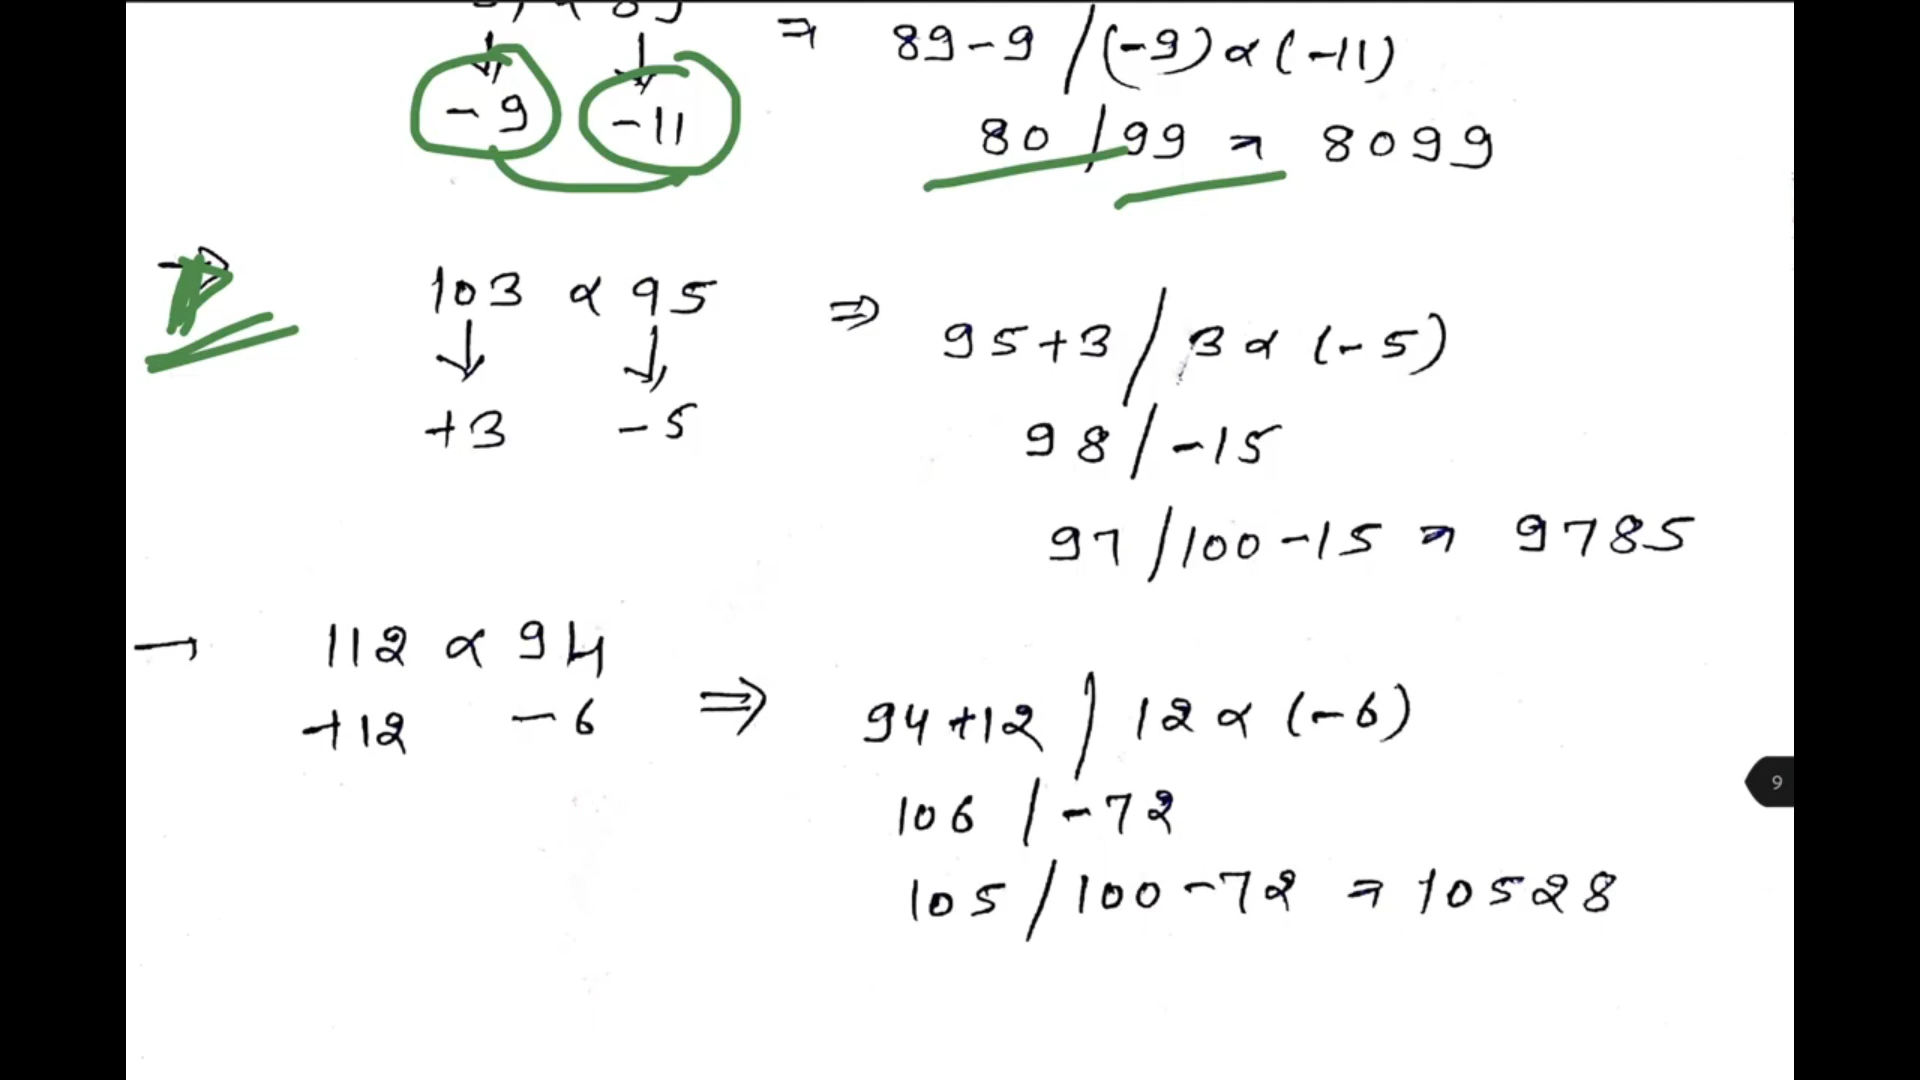 ⇒ 89-9 / (-9) x (-11)
-9 -11
80 / 99 = 8099
→ 103 x 95 ⇒ 95+3 / 3 x (-5)
+3 -5
98 / -15
97 / 100-15 = 9785
→ 112 x 94
+12 -6 ⇒ 94+12 / 12 x (-6)
106 / -72
105 / 100-72 = 10528
9